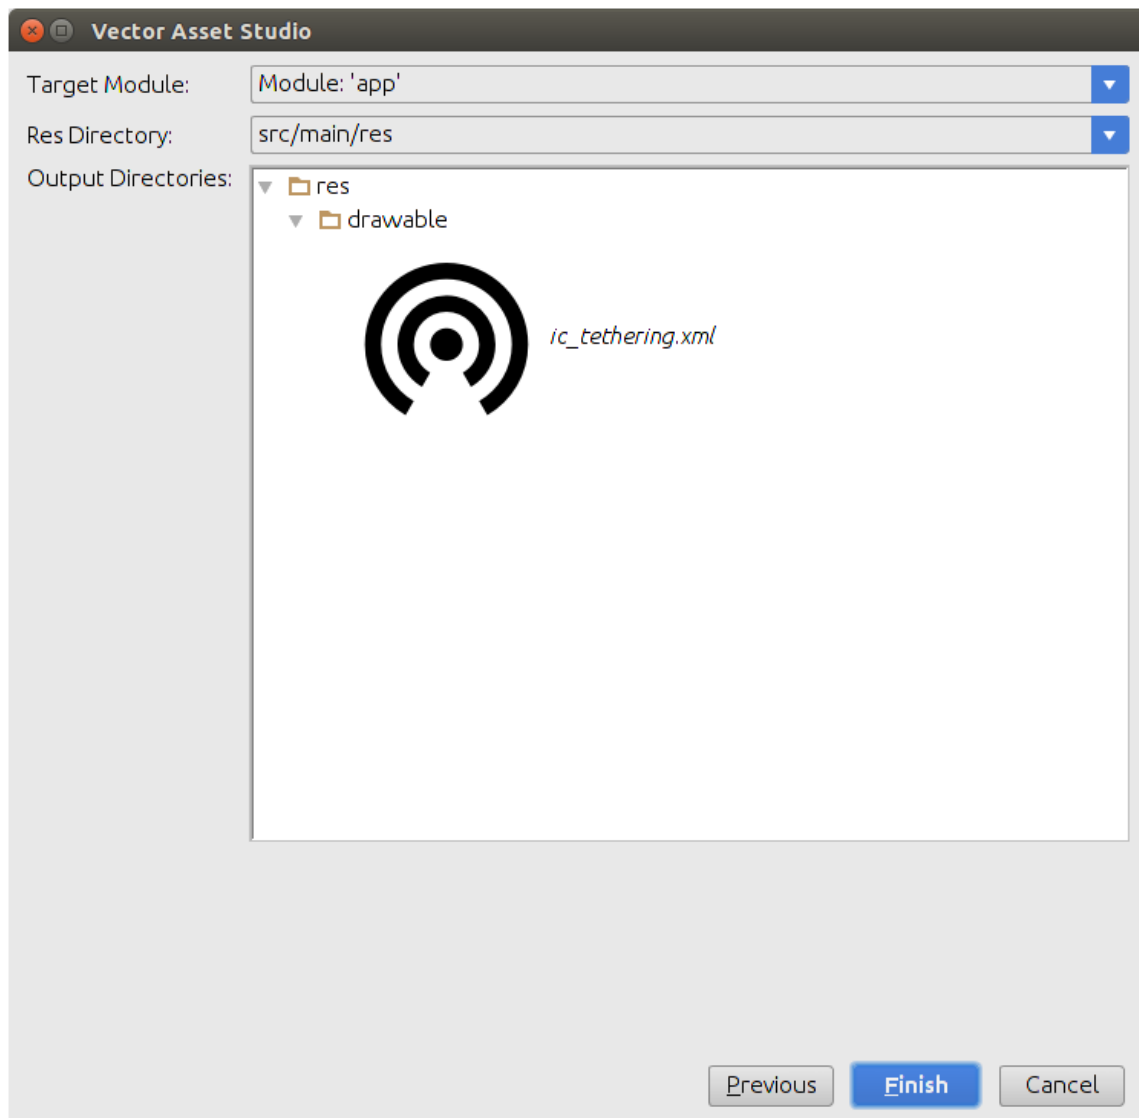 Vector Asset Studio
Target Module: Module: 'app'
Res Directory: src/main/res
Output Directories:
res
drawable
ic_tethering.xml
Previous Finish Cancel